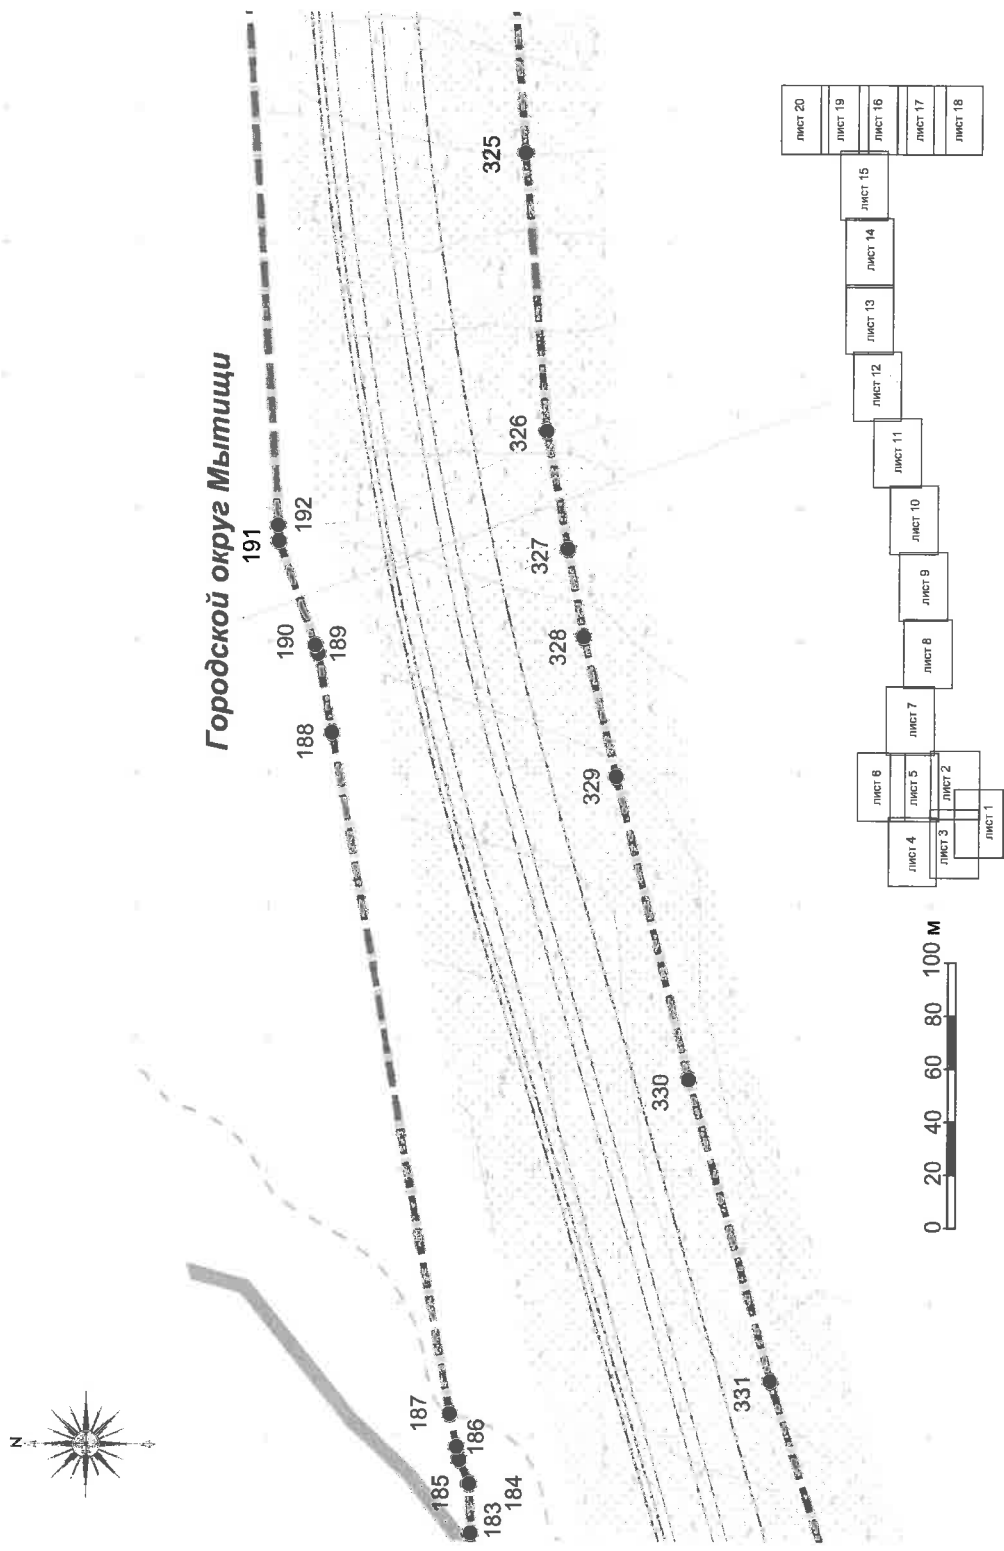 N
Городской округ Мытищи
183
184
185
186
187
188
189
190
191
192
325
326
327
328
329
330
331
0 20 40 60 80 100 м
лист 1
лист 2
лист 3
лист 4
лист 5
лист 6
лист 7
лист 8
лист 9
лист 10
лист 11
лист 12
лист 13
лист 14
лист 15
лист 20
лист 19
лист 16
лист 17
лист 18